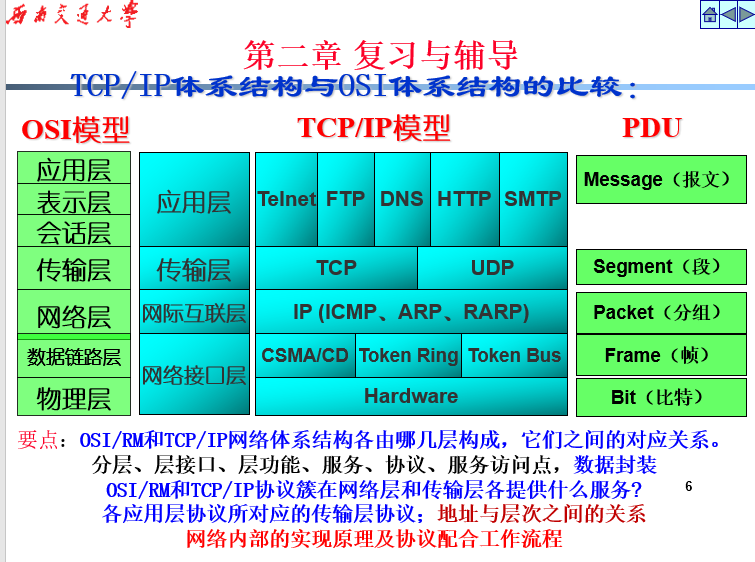 西南交通大学
第二章 复习与辅导
TCP/IP体系结构与OSI体系结构的比较：
OSI模型
TCP/IP模型
PDU
应用层
表示层
会话层
传输层
网络层
数据链路层
物理层
应用层
传输层
网际互联层
网络接口层
Telnet FTP DNS HTTP SMTP
TCP UDP
IP (ICMP、ARP、RARP)
CSMA/CD Token Ring Token Bus
Hardware
Message（报文）
Segment（段）
Packet（分组）
Frame（帧）
Bit（比特）
要点：OSI/RM和TCP/IP网络体系结构各由哪几层构成，它们之间的对应关系。
分层、层接口、层功能、服务、协议、服务访问点，数据封装
OSI/RM和TCP/IP协议簇在网络层和传输层各提供什么服务?
各应用层协议所对应的传输层协议；地址与层次之间的关系
网络内部的实现原理及协议配合工作流程
6